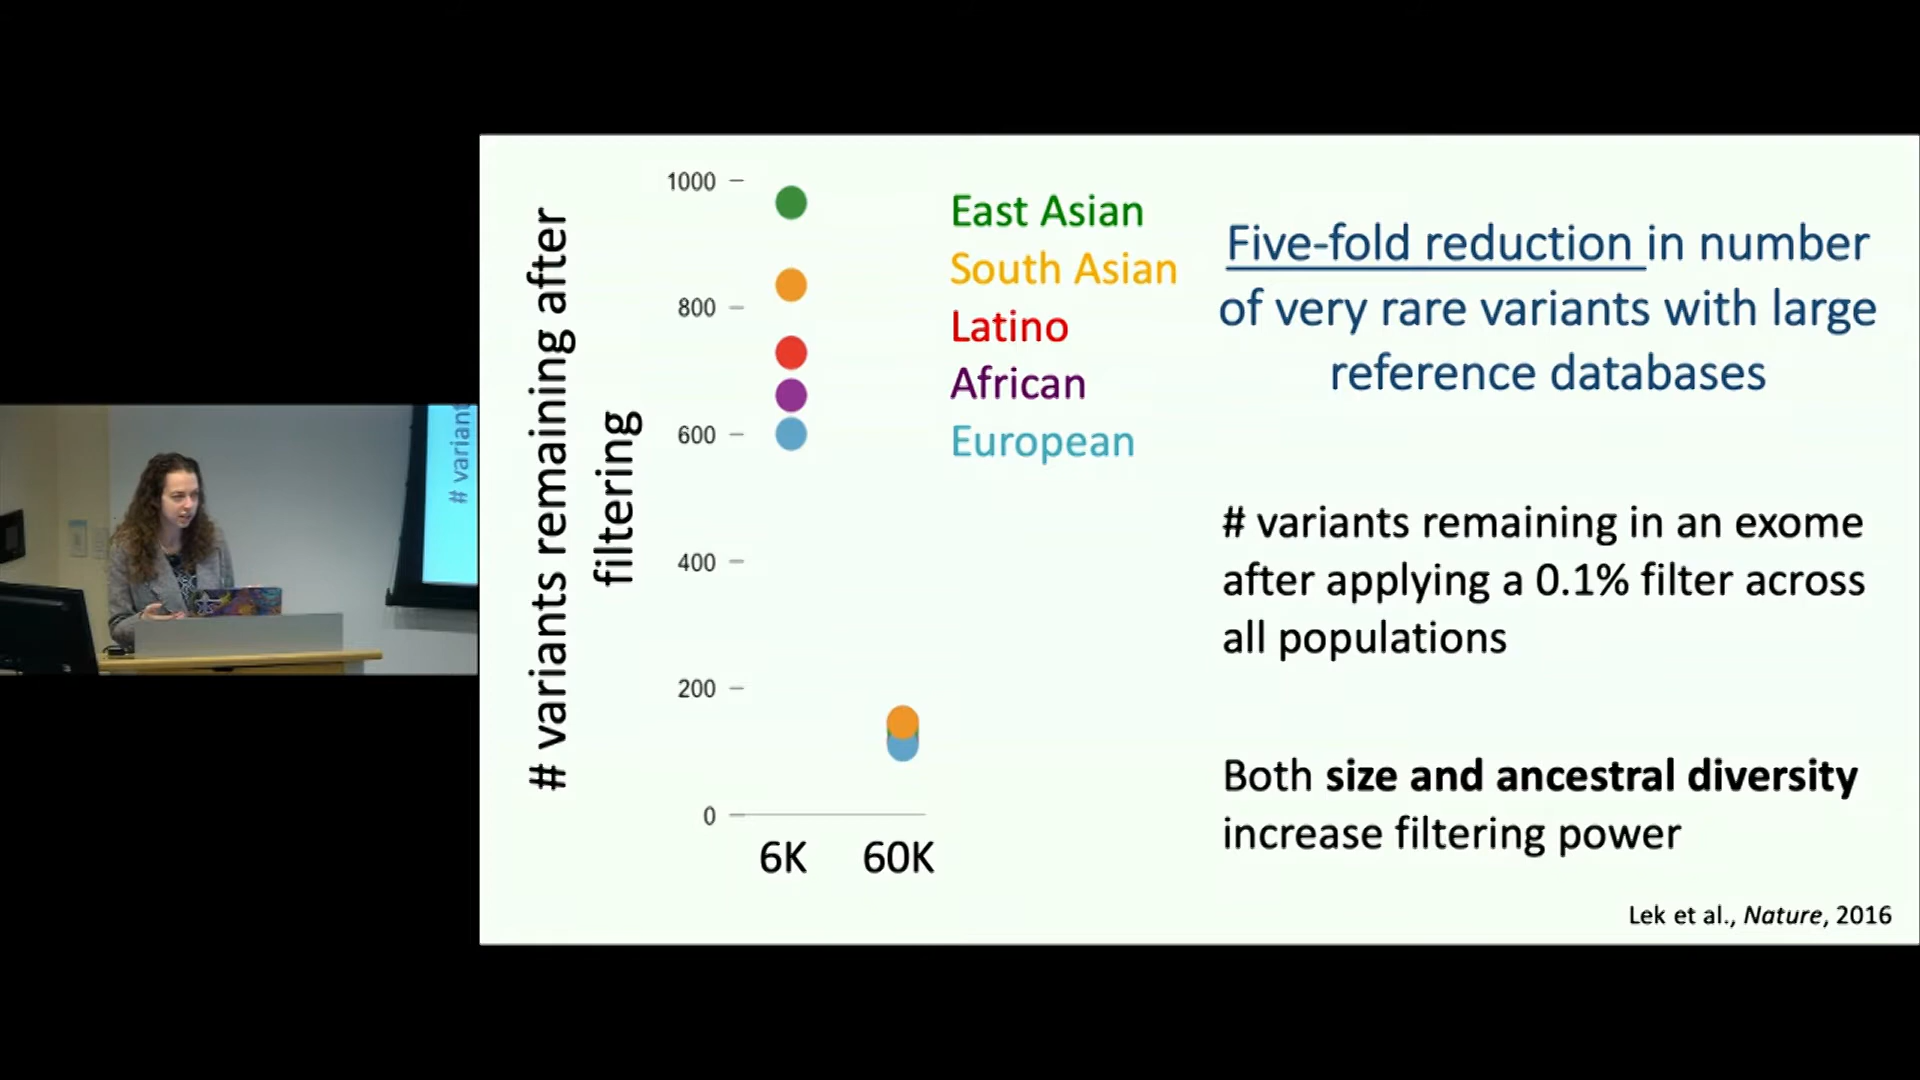 # variants remaining after
filtering
1000
800
600
400
200
0
6K 60K
East Asian
South Asian
Latino
African
European
Five-fold reduction in number
of very rare variants with large
reference databases
# variants remaining in an exome
after applying a 0.1% filter across
all populations
Both size and ancestral diversity
increase filtering power
Lek et al., Nature, 2016
# variant